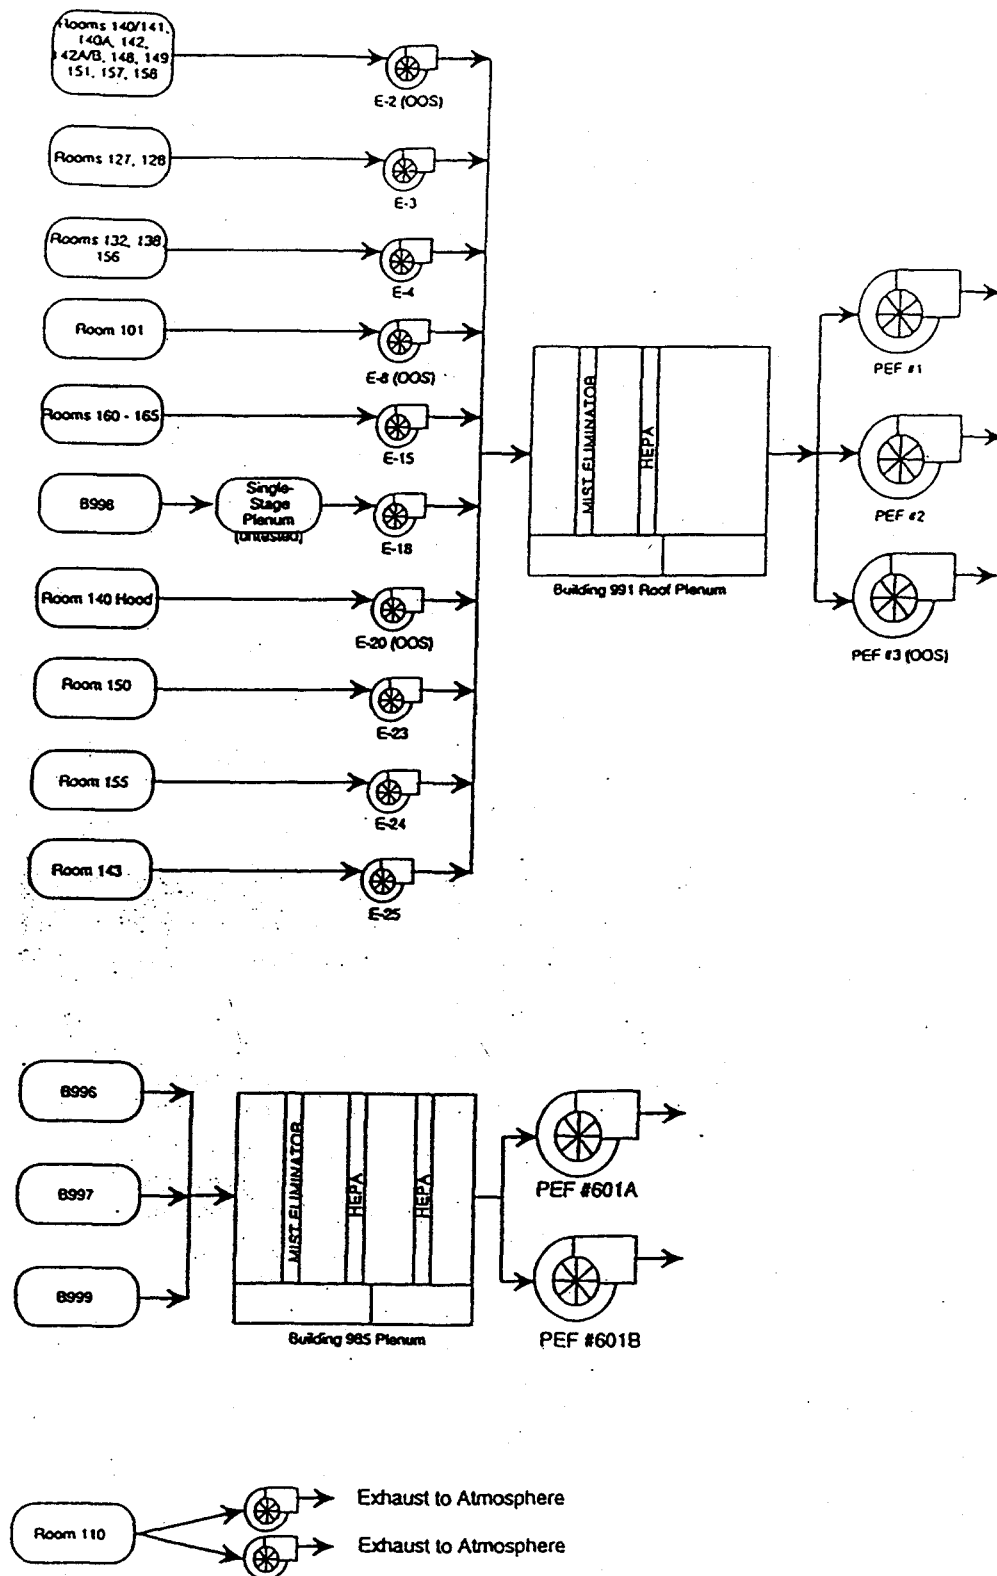 Rooms 140/141,
140A, 142,
142A/B, 148, 149
151, 157, 158
E-2 (OOS)
Rooms 127, 128
E-3
Rooms 132, 138
156
E-4
Room 101
E-8 (OOS)
Rooms 160 - 165
E-15
B998
Single-
Stage
Plenum
(untested)
E-18
Room 140 Hood
E-20 (OOS)
Room 150
E-23
Room 155
E-24
Room 143
E-25
MIST ELIMINATOR
HEPA
Building 991 Roof Plenum
PEF #1
PEF #2
PEF #3 (OOS)
B996
B997
B999
MIST ELIMINATOR
HEPA
HEPA
Building 985 Plenum
PEF #601A
PEF #601B
Room 110
Exhaust to Atmosphere
Exhaust to Atmosphere